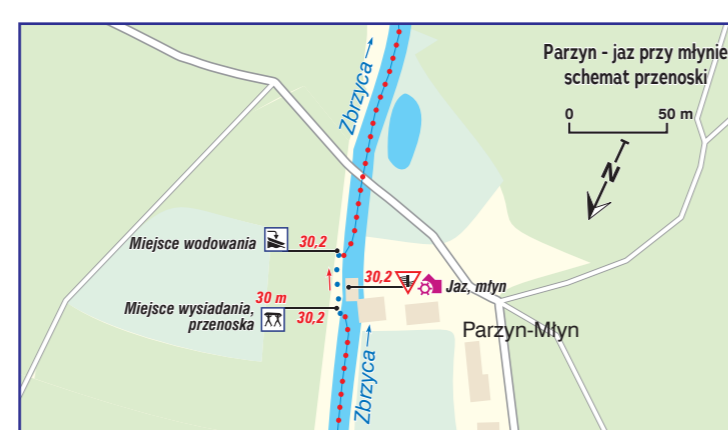 Parzyn - jaz przy młynie
schemat przenoski
0 50 m
N
Zbrzyca →
Miejsce wodowania 30,2
30,2 Jaz, młyn
30 m
Miejsce wysiadania,
przenoska 30,2
Parzyn-Młyn
Zbrzyca →